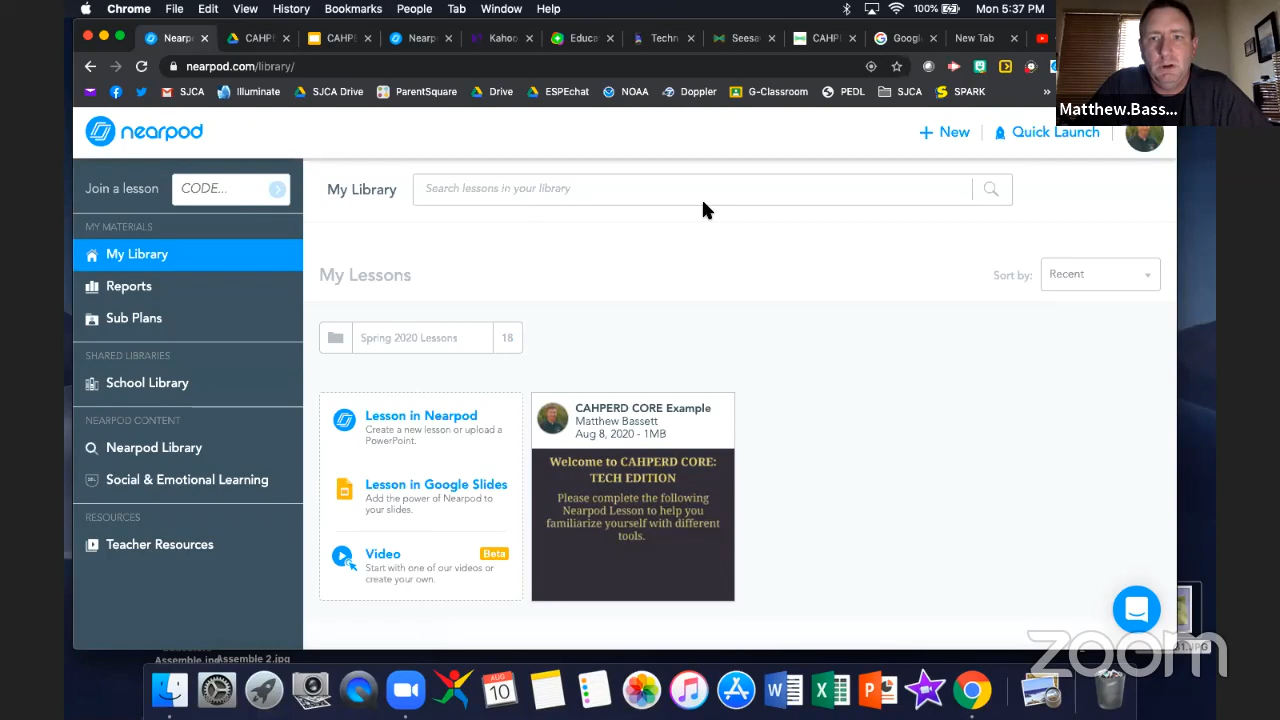 Chrome File Edit View History Bookmarks People Tab Window Help 100% Mon 5:37 PM
Nearp CAHPE CAHP Nearp Kaho Educa Techn Seesa CAHP Googl New Tab
nearpod.com/library/
SJCA Illuminate SJCA Drive ParentSquare Drive ESPEchat NOAA Doppler G-Classroom PEDL SJCA SPARK »
Matthew.Bass...
nearpod
+ New Quick Launch
Join a lesson CODE...
My Library Search lessons in your library
MY MATERIALS
My Library
Reports
Sub Plans
SHARED LIBRARIES
School Library
NEARPOD CONTENT
Nearpod Library
Social & Emotional Learning
RESOURCES
Teacher Resources
My Lessons
Sort by: Recent
Spring 2020 Lessons 18
Lesson in Nearpod
Create a new lesson or upload a
PowerPoint.
Lesson in Google Slides
Add the power of Nearpod to
your slides.
Video Beta
Start with one of our videos or
create your own.
CAHPERD CORE Example
Matthew Bassett
Aug 8, 2020 - 1MB
Welcome to CAHPERD CORE:
TECH EDITION
Please complete the following
Nearpod Lesson to help you
familiarize yourself with different
tools.
Assemble 2.jpg
zoom
AUG
10